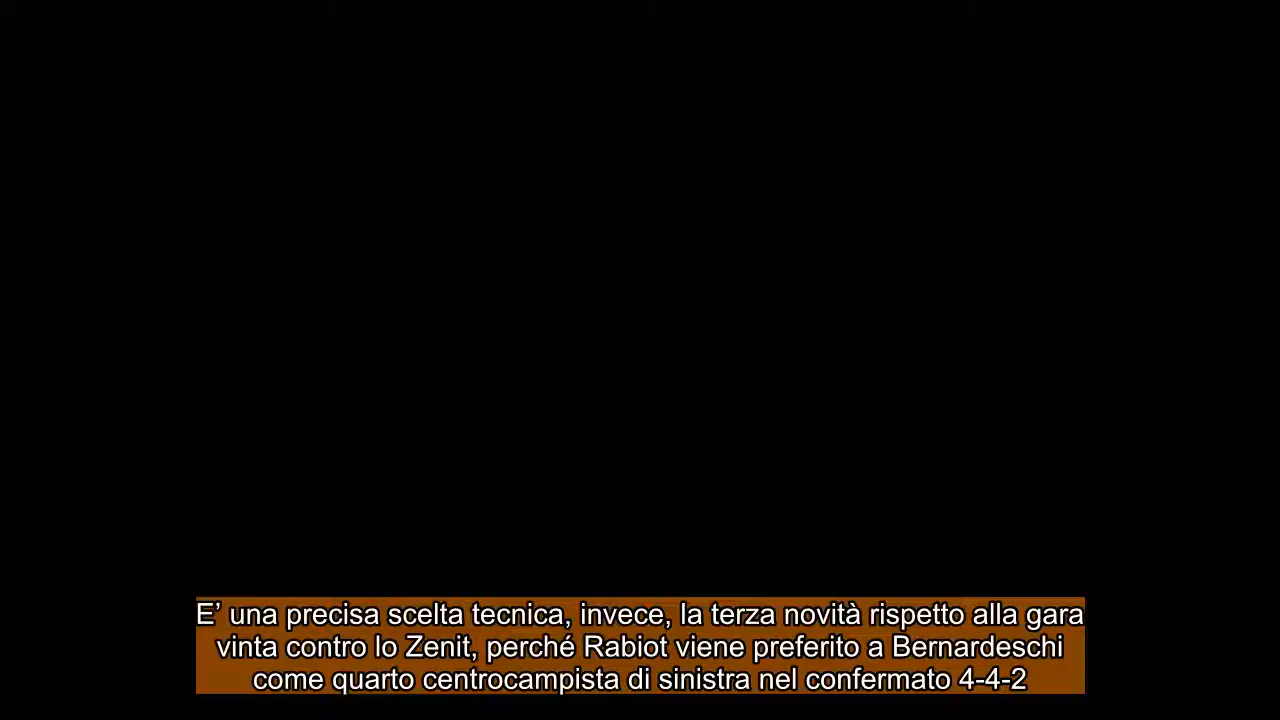 E’ una precisa scelta tecnica, invece, la terza novità rispetto alla gara
vinta contro lo Zenit, perché Rabiot viene preferito a Bernardeschi
come quarto centrocampista di sinistra nel confermato 4-4-2